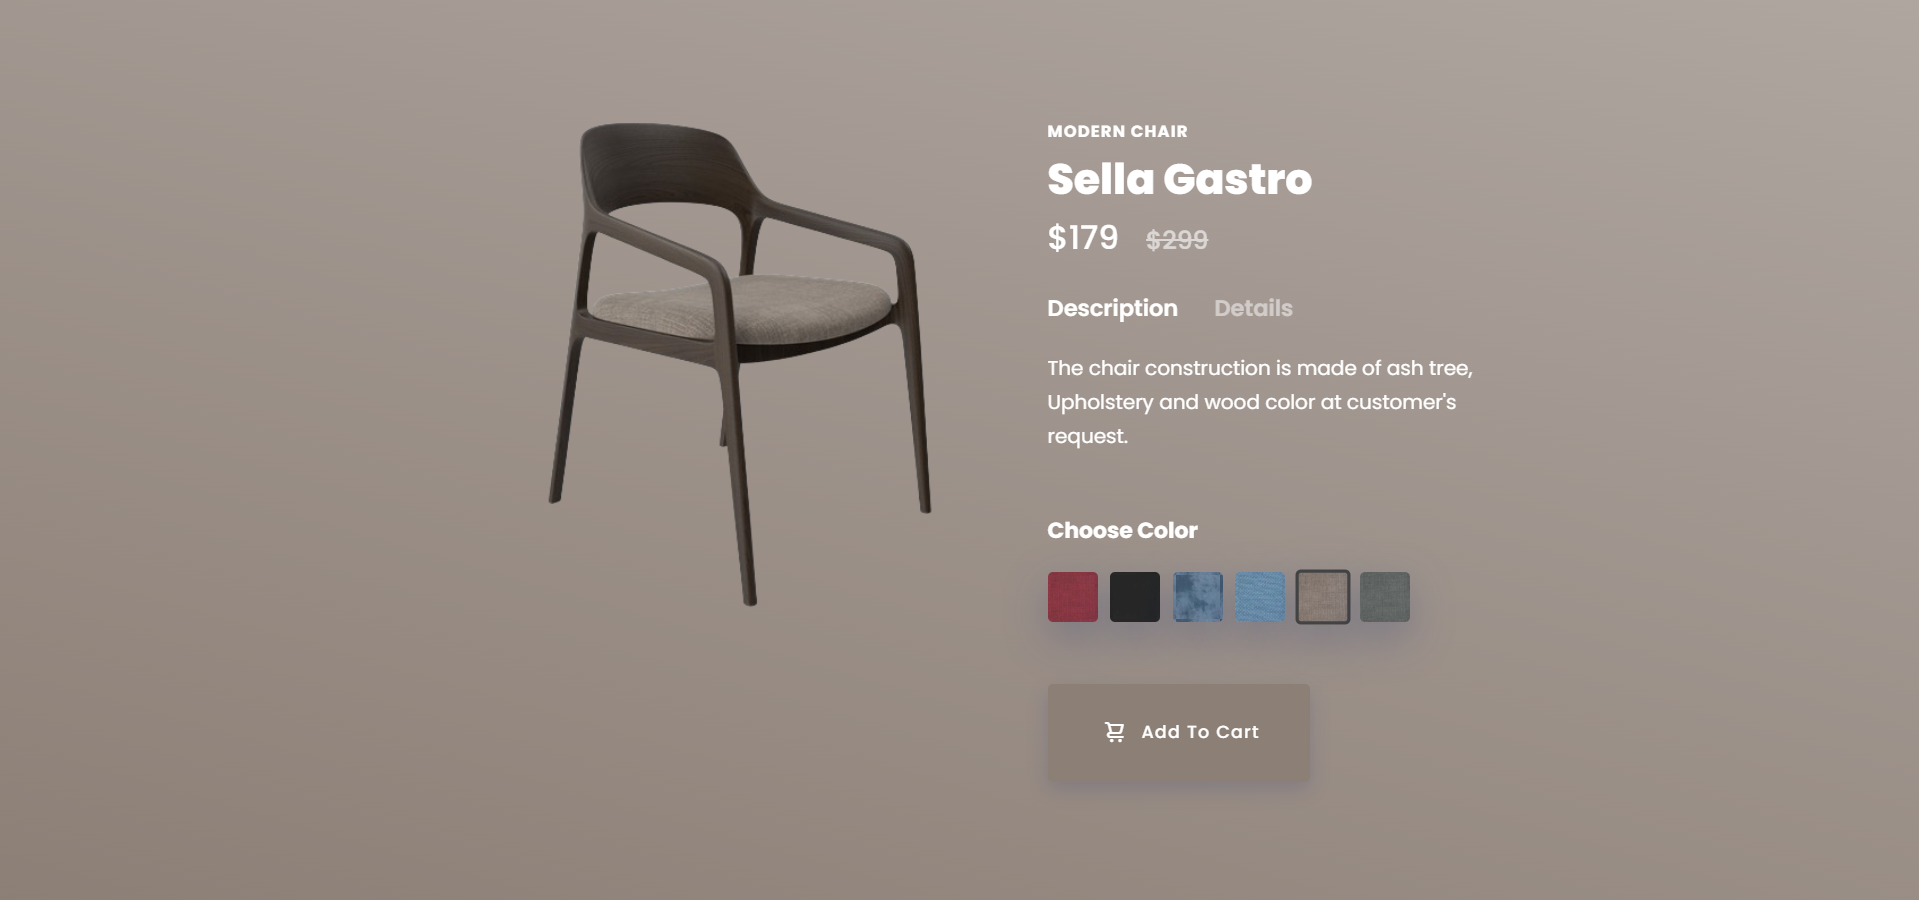 MODERN CHAIR
Sella Gastro
$179 $299
Description Details
The chair construction is made of ash tree,
Upholstery and wood color at customer's
request.
Choose Color
Add To Cart